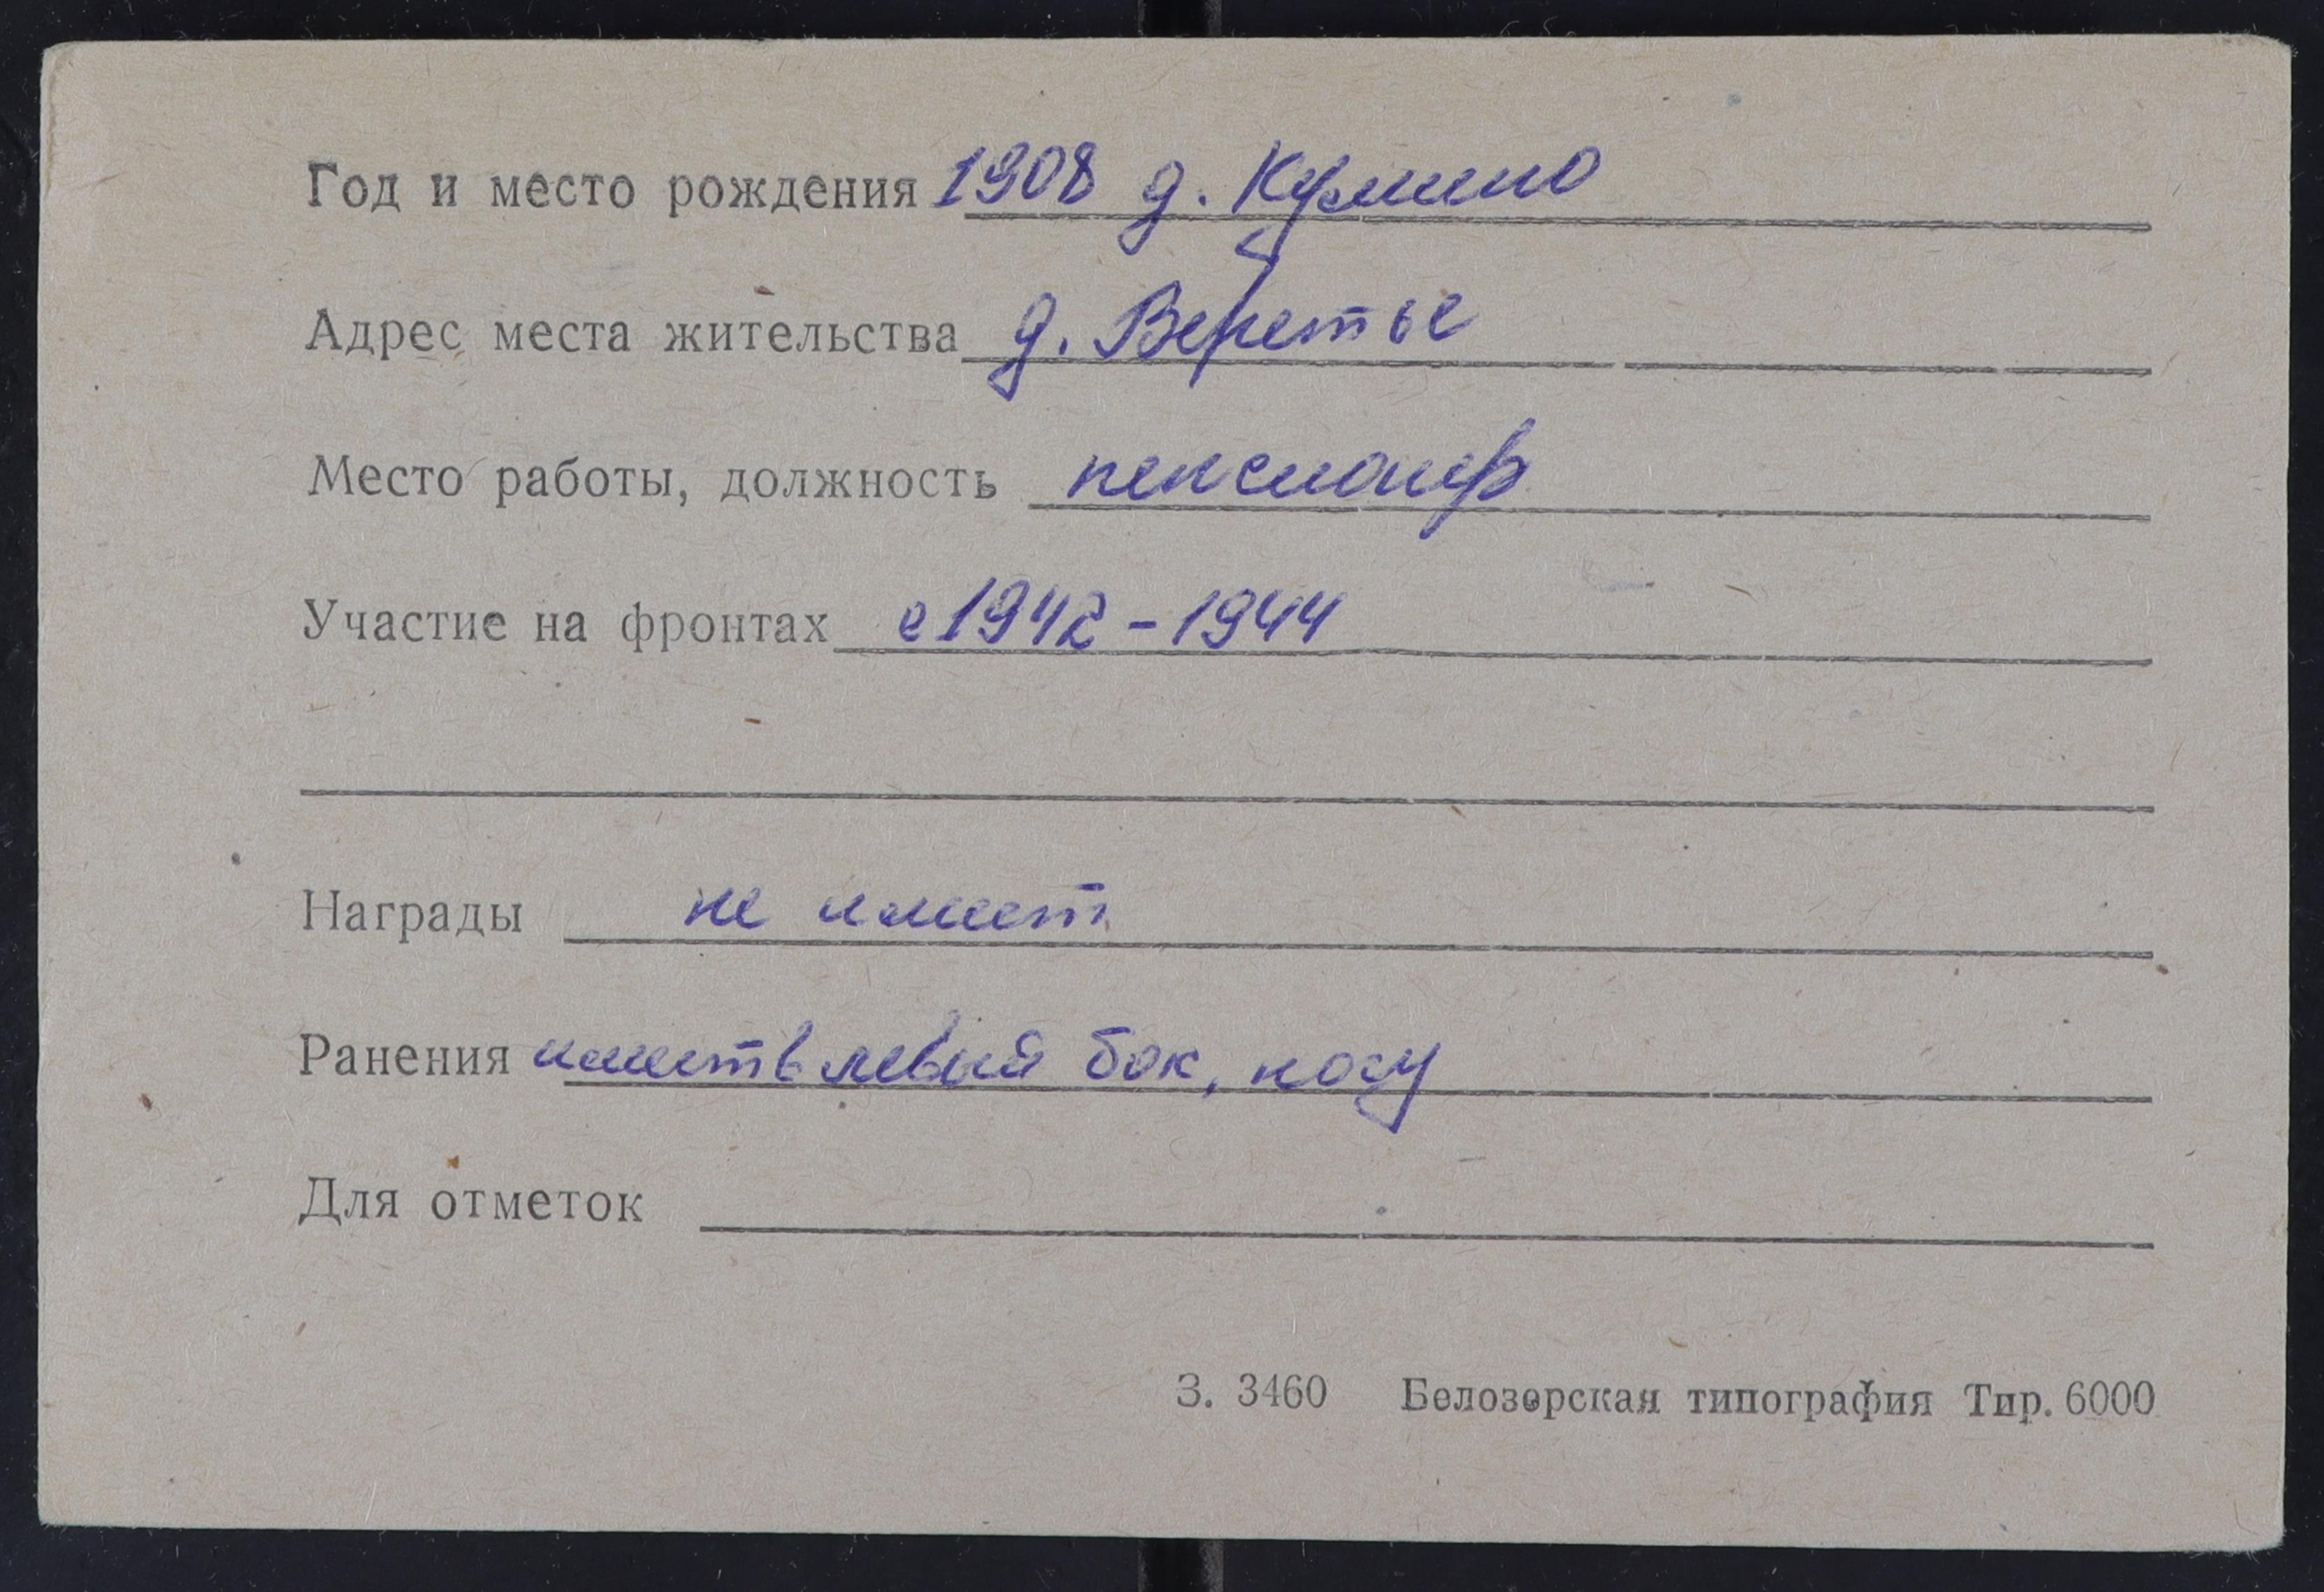 Год и место рождения 1908 д. Кумино
Адрес места жительства д. Веретье
Место работы, должность пенсионер
Участие на фронтах с 1942 - 1944
Награды не имеет
Ранения имеет в левый бок, ногу
Для отметок
З. 3460 Белозерская типография Тир. 6000